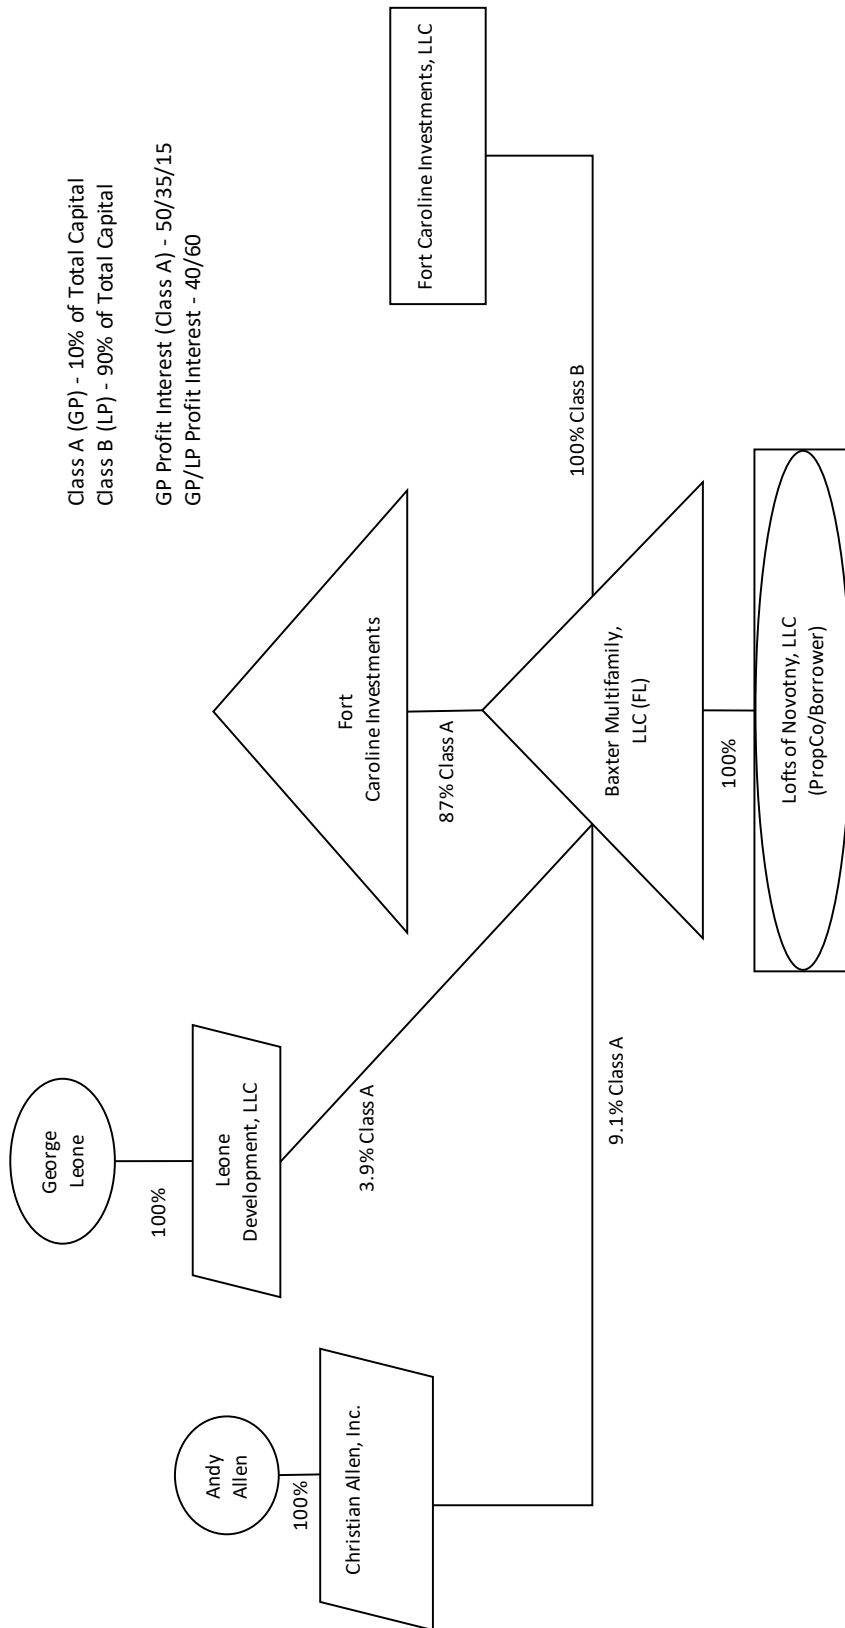 Class A (GP) - 10% of Total Capital
Class B (LP) - 90% of Total Capital
GP Profit Interest (Class A) - 50/35/15
GP/LP Profit Interest - 40/60
George
Leone
100%
Leone
Development, LLC
3.9% Class A
Andy
Allen
100%
Christian Allen, Inc.
9.1% Class A
Fort
Caroline Investments
87% Class A
Fort Caroline Investments, LLC
100% Class B
Baxter Multifamily,
LLC (FL)
100%
Lofts of Novotny, LLC
(PropCo/Borrower)